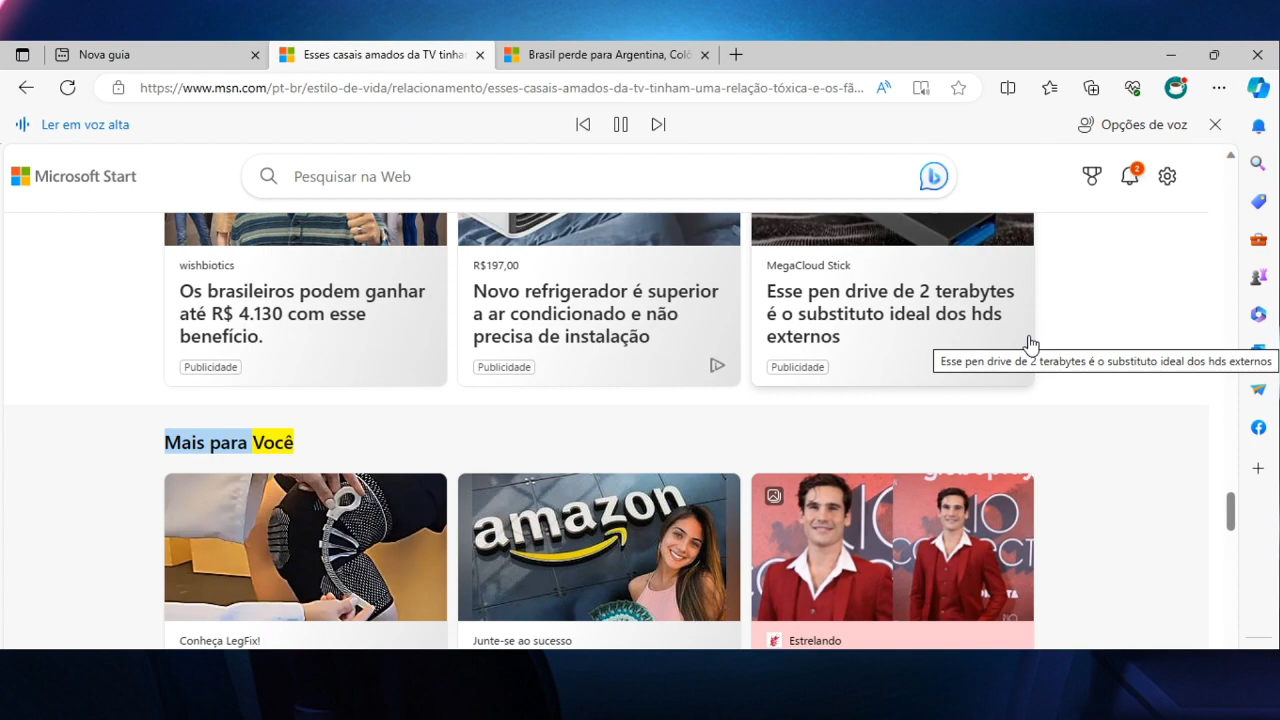 Nova guia
Esses casais amados da TV tinha
Brasil perde para Argentina, Coló
https://www.msn.com/pt-br/estilo-de-vida/relacionamento/esses-casais-amados-da-tv-tinham-uma-relação-tóxica-e-os-fã...
Ler em voz alta
Opções de voz
Microsoft Start
Pesquisar na Web
2
wishbiotics
Os brasileiros podem ganhar
até R$ 4.130 com esse
benefício.
Publicidade
R$197,00
Novo refrigerador é superior
a ar condicionado e não
precisa de instalação
Publicidade
MegaCloud Stick
Esse pen drive de 2 terabytes
é o substituto ideal dos hds
externos
Publicidade
Esse pen drive de 2 terabytes é o substituto ideal dos hds externos
Mais para Você
amazon
Conheça LegFix!
Junte-se ao sucesso
Estrelando